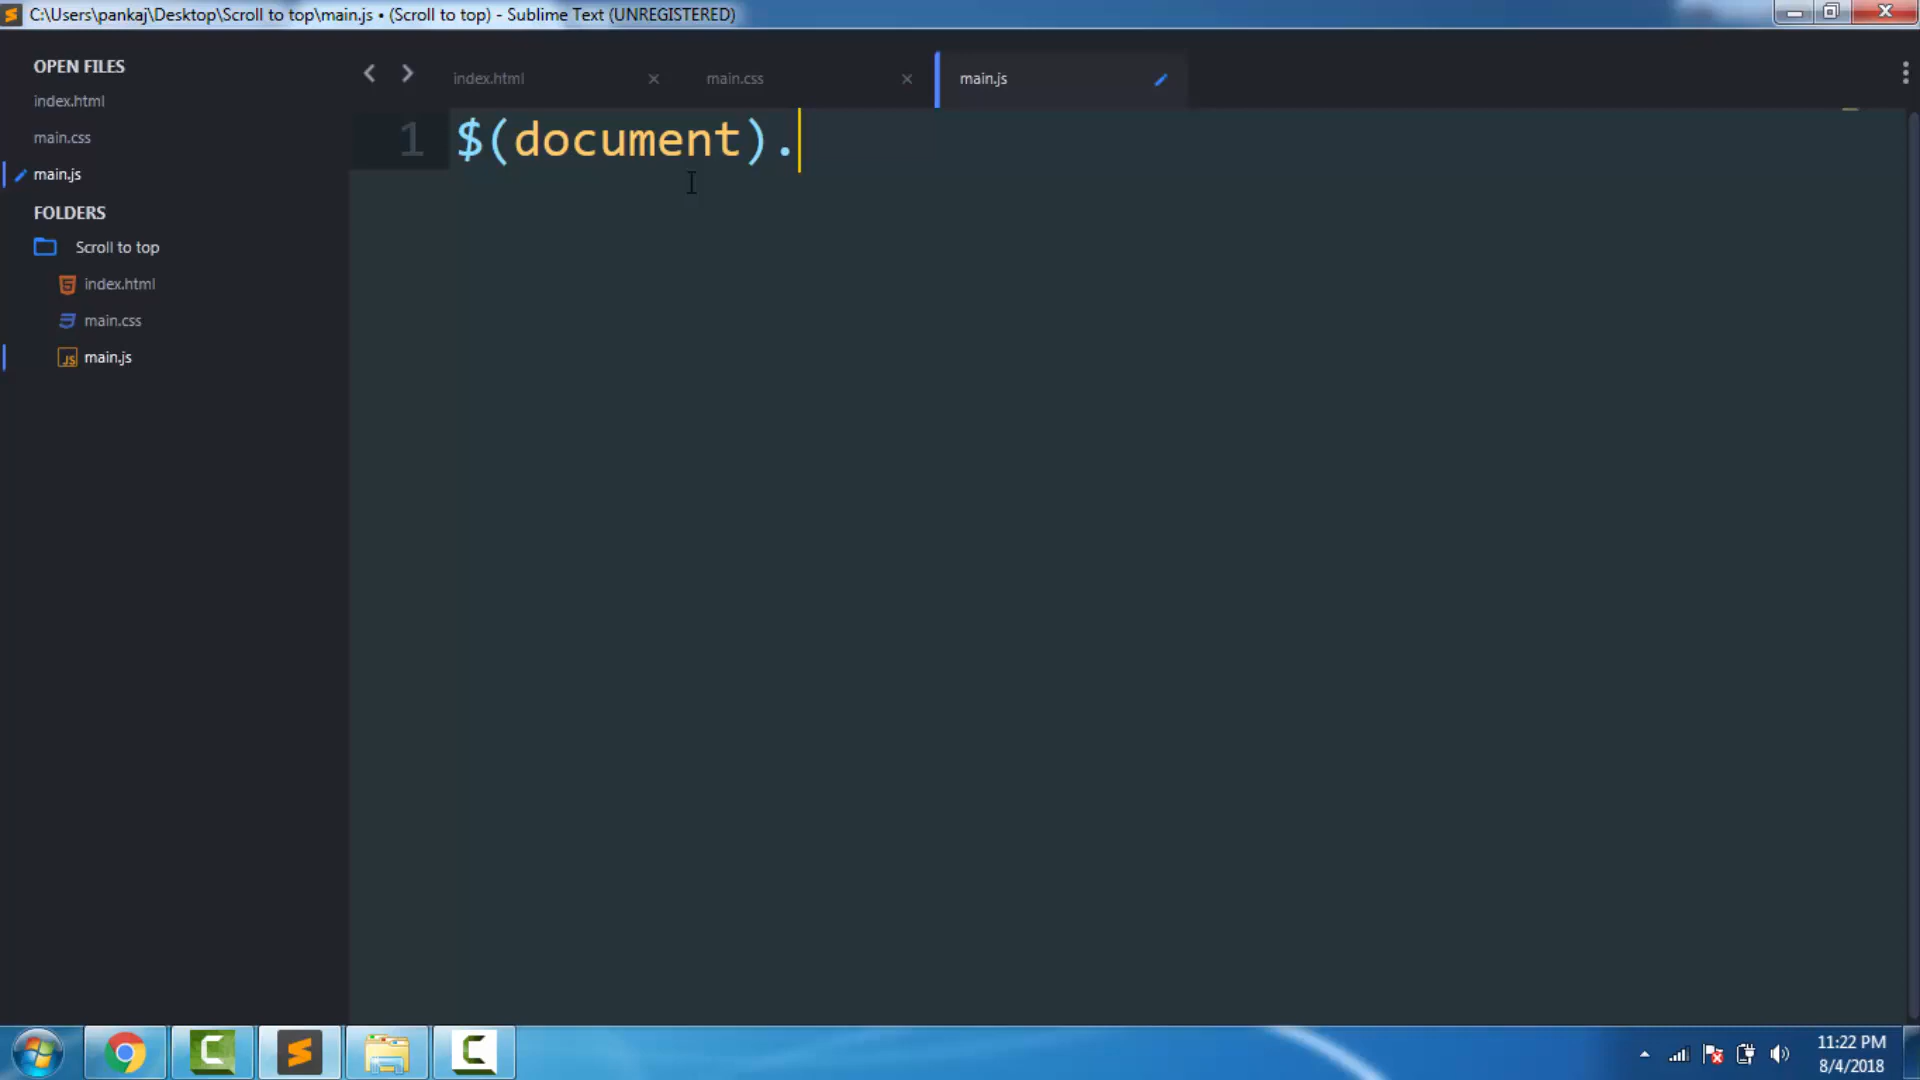 C:\Users\pankaj\Desktop\Scroll to top\main.js • (Scroll to top) - Sublime Text (UNREGISTERED)
OPEN FILES
index.html
main.css
main.js
FOLDERS
Scroll to top
index.html
main.css
main.js
index.html
main.css
main.js
1 $(document).
11:22 PM
8/4/2018